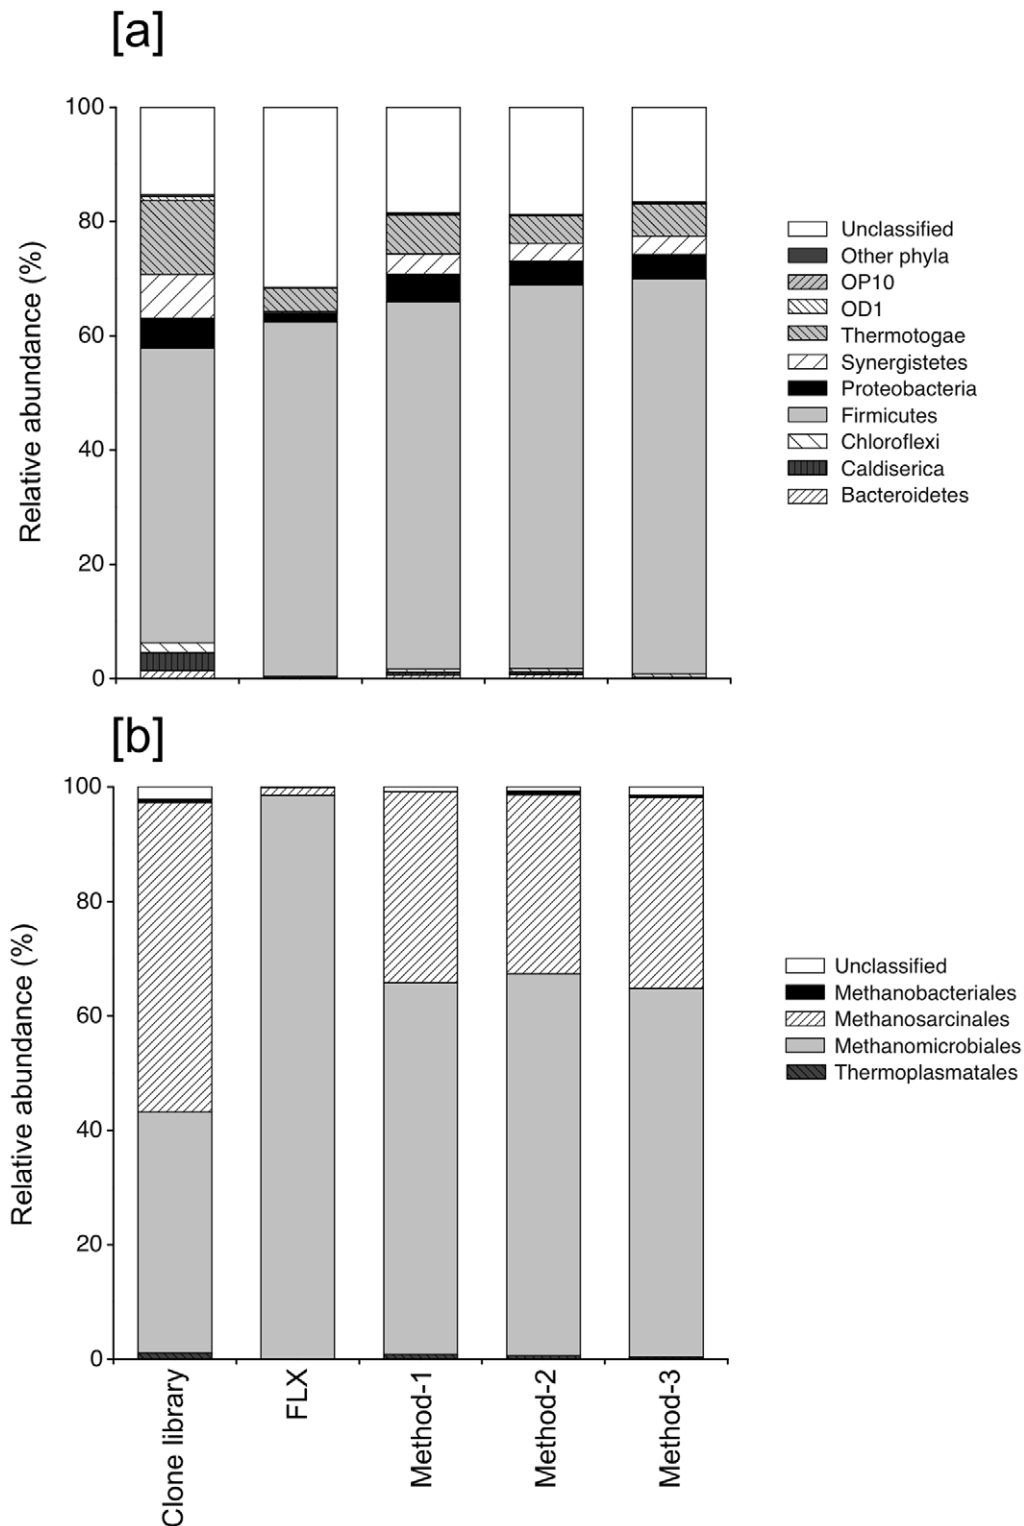 [a]
100
80
60
40
20
0
Relative abundance (%)
Unclassified
Other phyla
OP10
OD1
Thermotogae
Synergistetes
Proteobacteria
Firmicutes
Chloroflexi
Caldiserica
Bacteroidetes
[b]
100
80
60
40
20
0
Relative abundance (%)
Unclassified
Methanobacteriales
Methanosarcinales
Methanomicrobiales
Thermoplasmatales
Clone library
FLX
Method-1
Method-2
Method-3